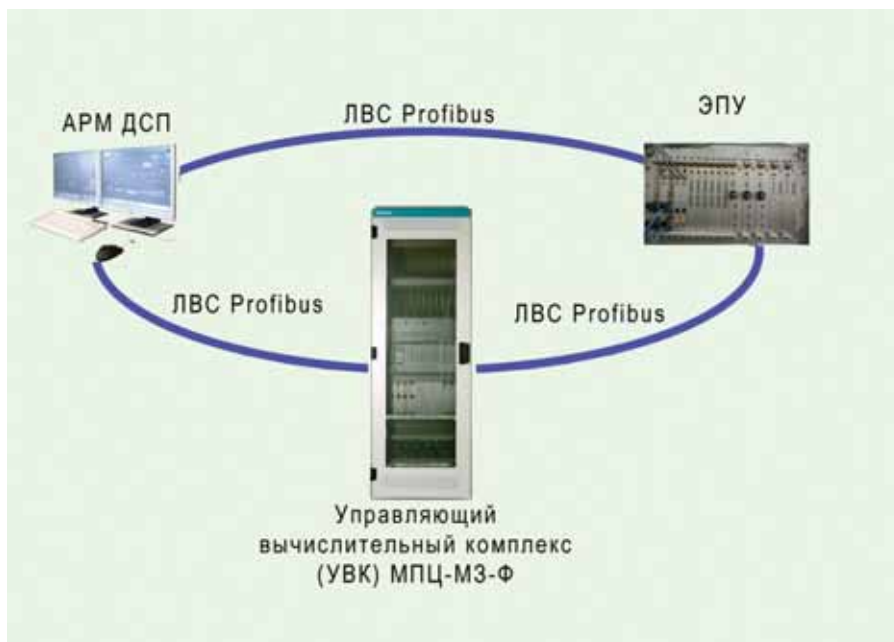 АРМ ДСП
ЛВС Profibus
ЭПУ
ЛВС Profibus
ЛВС Profibus
Управляющий
вычислительный комплекс
(УВК) МПЦ-МЗ-Ф